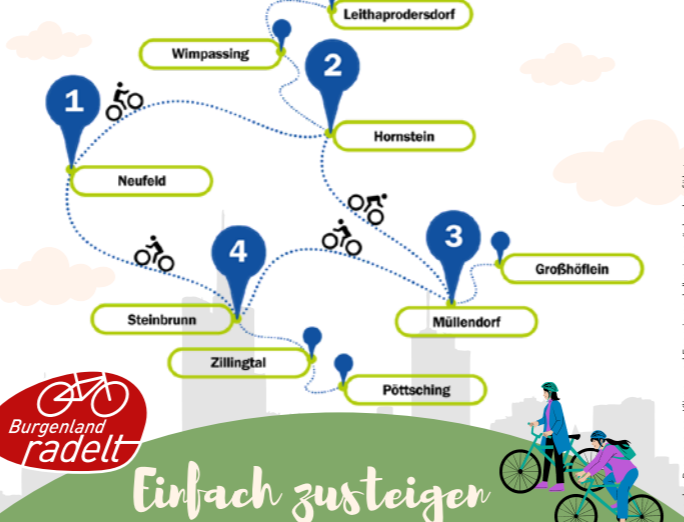 Leithaprodersdorf
Wimpassing
2
1
Hornstein
Neufeld
3
4
Großhöflein
Steinbrunn
Müllendorf
Zillingtal
Pöttsching
Burgenland
radelt
Einfach zusteigen